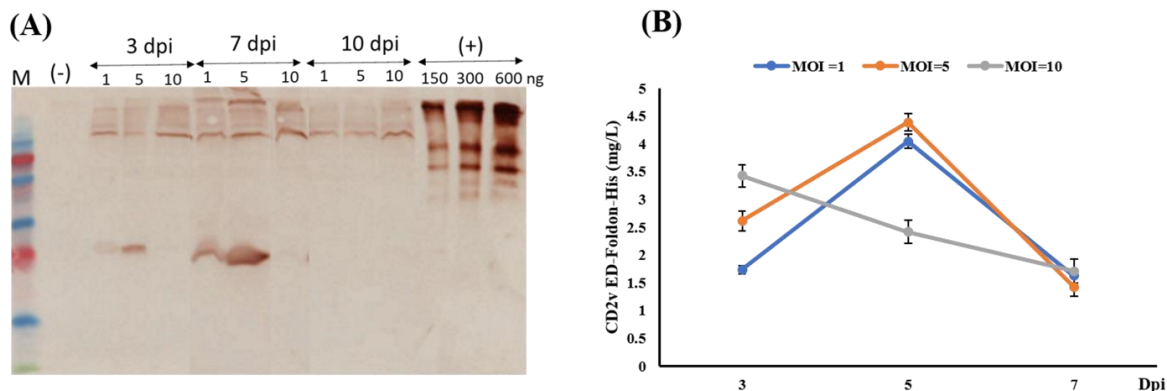 (A)
3 dpi 7 dpi 10 dpi (+)
M (-) 1 5 10 1 5 10 1 5 10 150 300 600 ng
(B)
MOI =1 MOI=5 MOI=10
CD2v ED-Foldon-His (mg/L)
5
4.5
4
3.5
3
2.5
2
1.5
1
0.5
0
3 5 7 Dpi